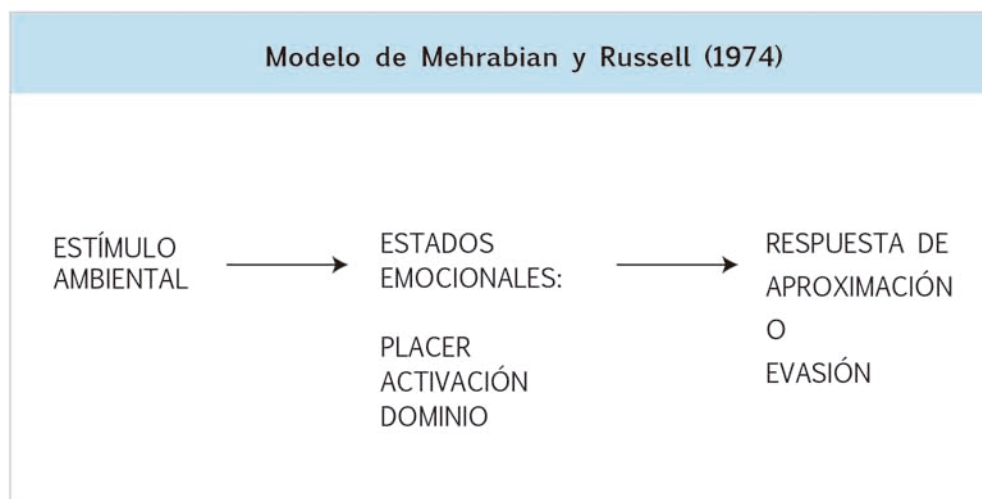 Modelo de Mehrabian y Russell (1974)
ESTÍMULO
AMBIENTAL
ESTADOS
EMOCIONALES:
PLACER
ACTIVACIÓN
DOMINIO
RESPUESTA DE
APROXIMACIÓN
O
EVASIÓN